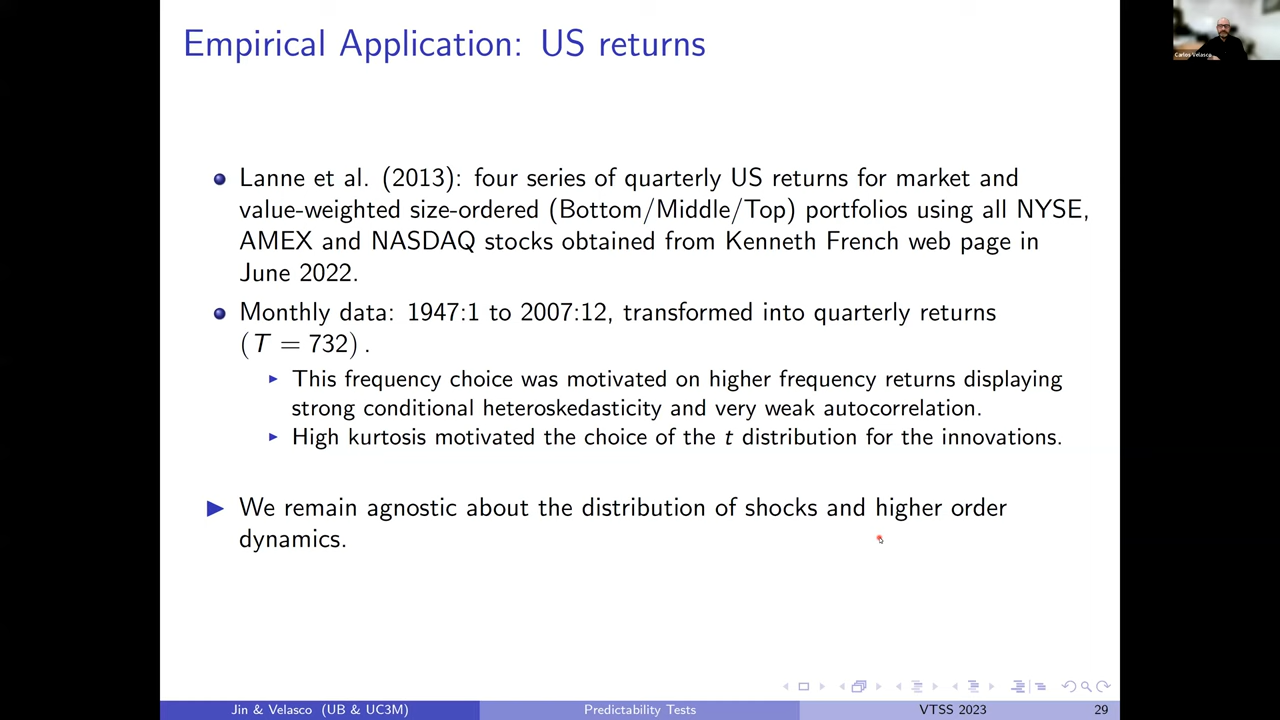 Empirical Application: US returns
Carlos Velasco
Lanne et al. (2013): four series of quarterly US returns for market and
value-weighted size-ordered (Bottom/Middle/Top) portfolios using all NYSE,
AMEX and NASDAQ stocks obtained from Kenneth French web page in
June 2022.
Monthly data: 1947:1 to 2007:12, transformed into quarterly returns
(T = 732).
This frequency choice was motivated on higher frequency returns displaying
strong conditional heteroskedasticity and very weak autocorrelation.
High kurtosis motivated the choice of the t distribution for the innovations.
We remain agnostic about the distribution of shocks and higher order
dynamics.
Jin & Velasco (UB & UC3M) Predictability Tests VTSS 2023 29